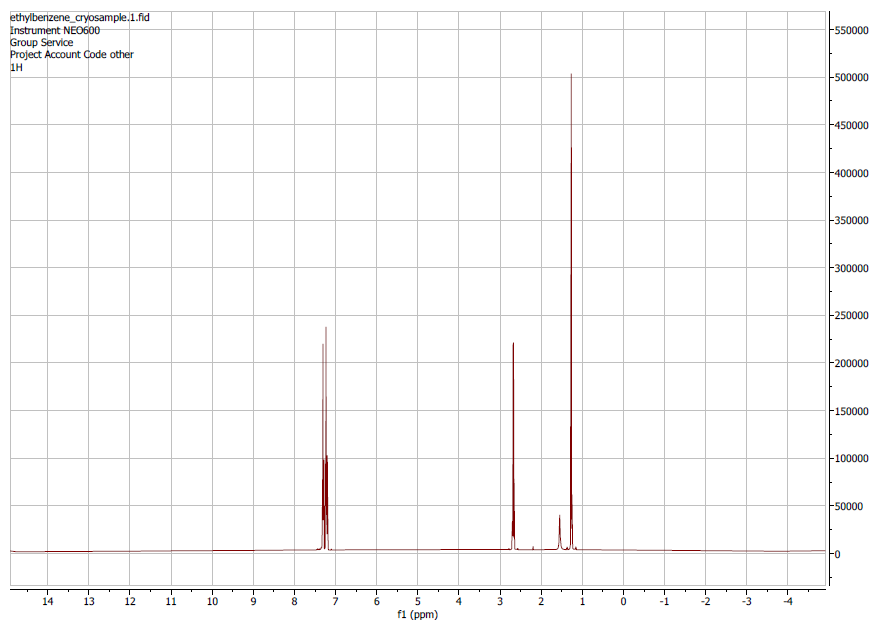 ethylbenzene_cryosample.1.fid
Instrument NEO600
Group Service
Project Account Code other
1H
550000
500000
450000
400000
350000
300000
250000
200000
150000
100000
50000
0
14 13 12 11 10 9 8 7 6 5 4 3 2 1 0 -1 -2 -3 -4
f1 (ppm)